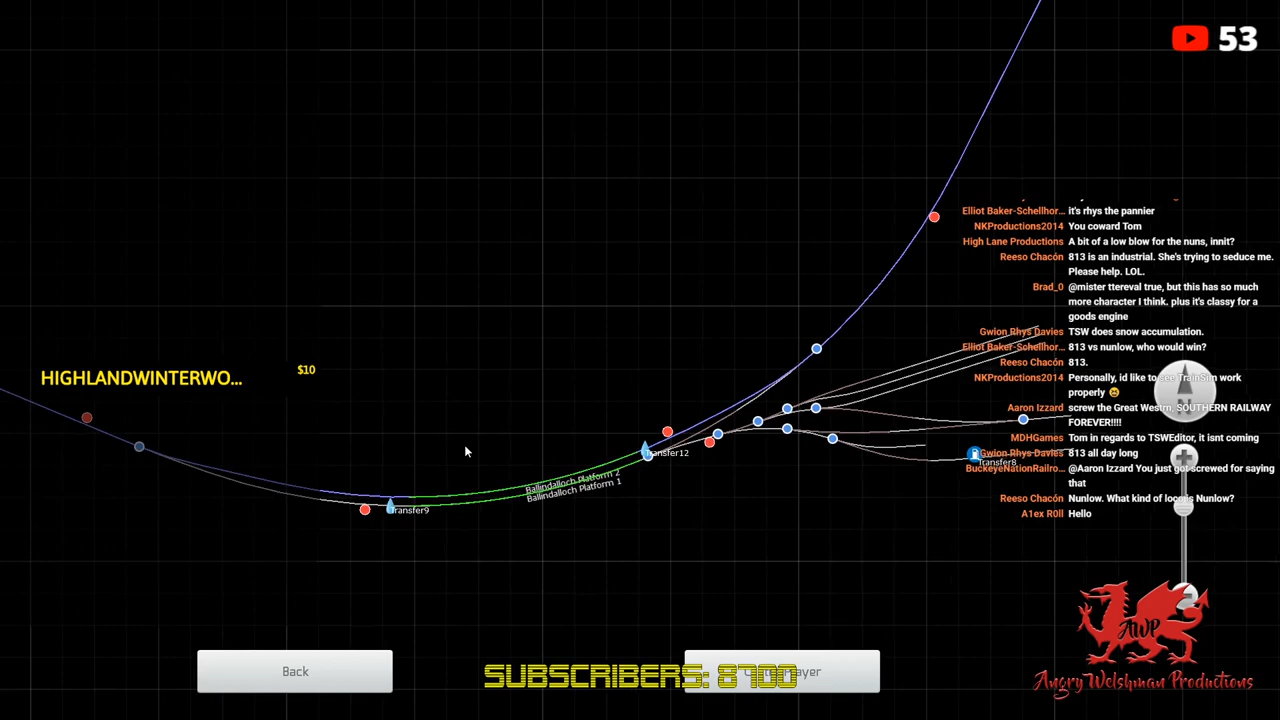 53
Elliot Baker-Schellhor... it's rhys the pannier
NKProductions2014 You coward Tom
High Lane Productions A bit of a low blow for the nuns, innit?
Reeso Chacón 813 is an industrial. She's trying to seduce me.
Please help. LOL.
Brad_0 @mister ttereval true, but this has so much
more character I think. plus it's classy for a
goods engine
Gwion Rhys Davies TSW does snow accumulation.
Elliot Baker-Schellhor... 813 vs nunlow, who would win?
Reeso Chacón 813.
HIGHLANDWINTERWO... $10
NKProductions2014 Personally, id like to see TrainSim work
properly 😄
Aaron Izzard screw the Great Westrn, SOUTHERN RAILWAY
FOREVER!!!!
MDHGames Tom in regards to TSWEditor, it isnt coming
Gwion Rhys Davies 813 all day long
BuckeyeNationRailro... @Aaron Izzard You just got screwed for saying
that
Reeso Chacón Nunlow. What kind of loco is Nunlow?
A1ex R0ll Hello
Transfer12
Transfer8
Ballindalloch Platform 2
Ballindalloch Platform 1
Transfer9
Back
SUBSCRIBERS: 8700
AWP
Angry Welshman Productions